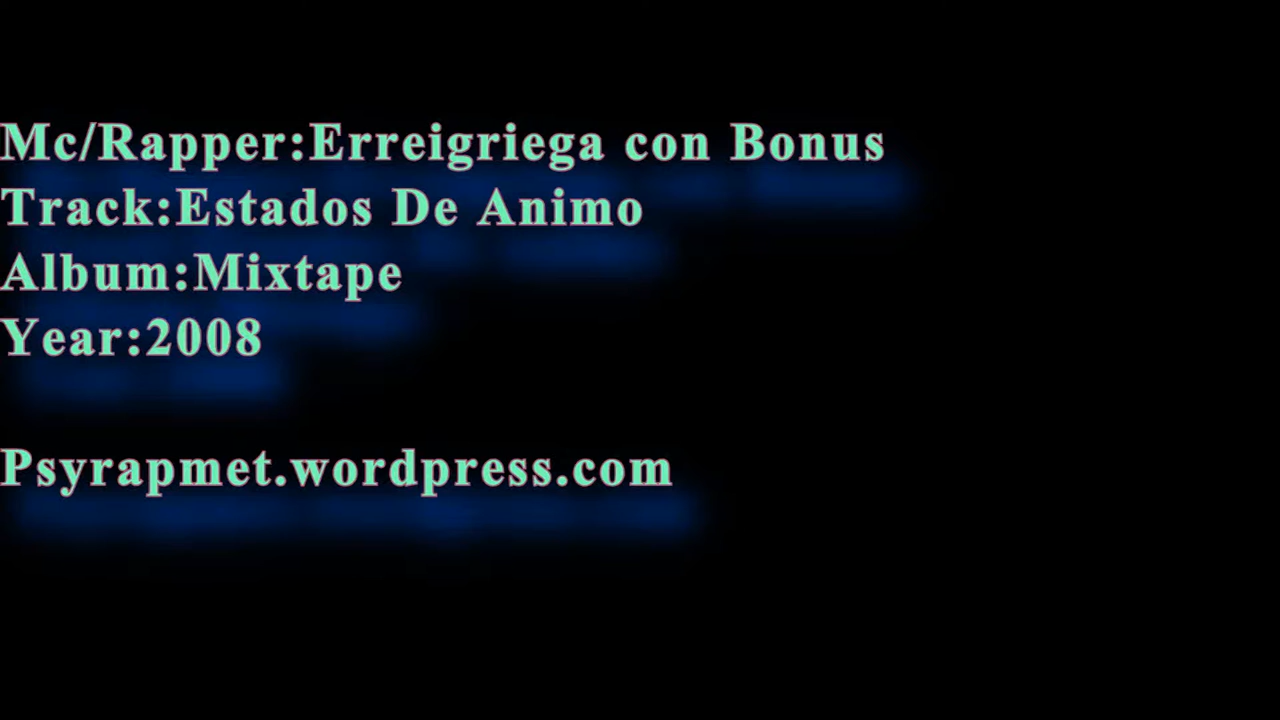 Mc/Rapper:Erreigriega con Bonus
Track:Estados De Animo
Album:Mixtape
Year:2008
Psyrapmet.wordpress.com